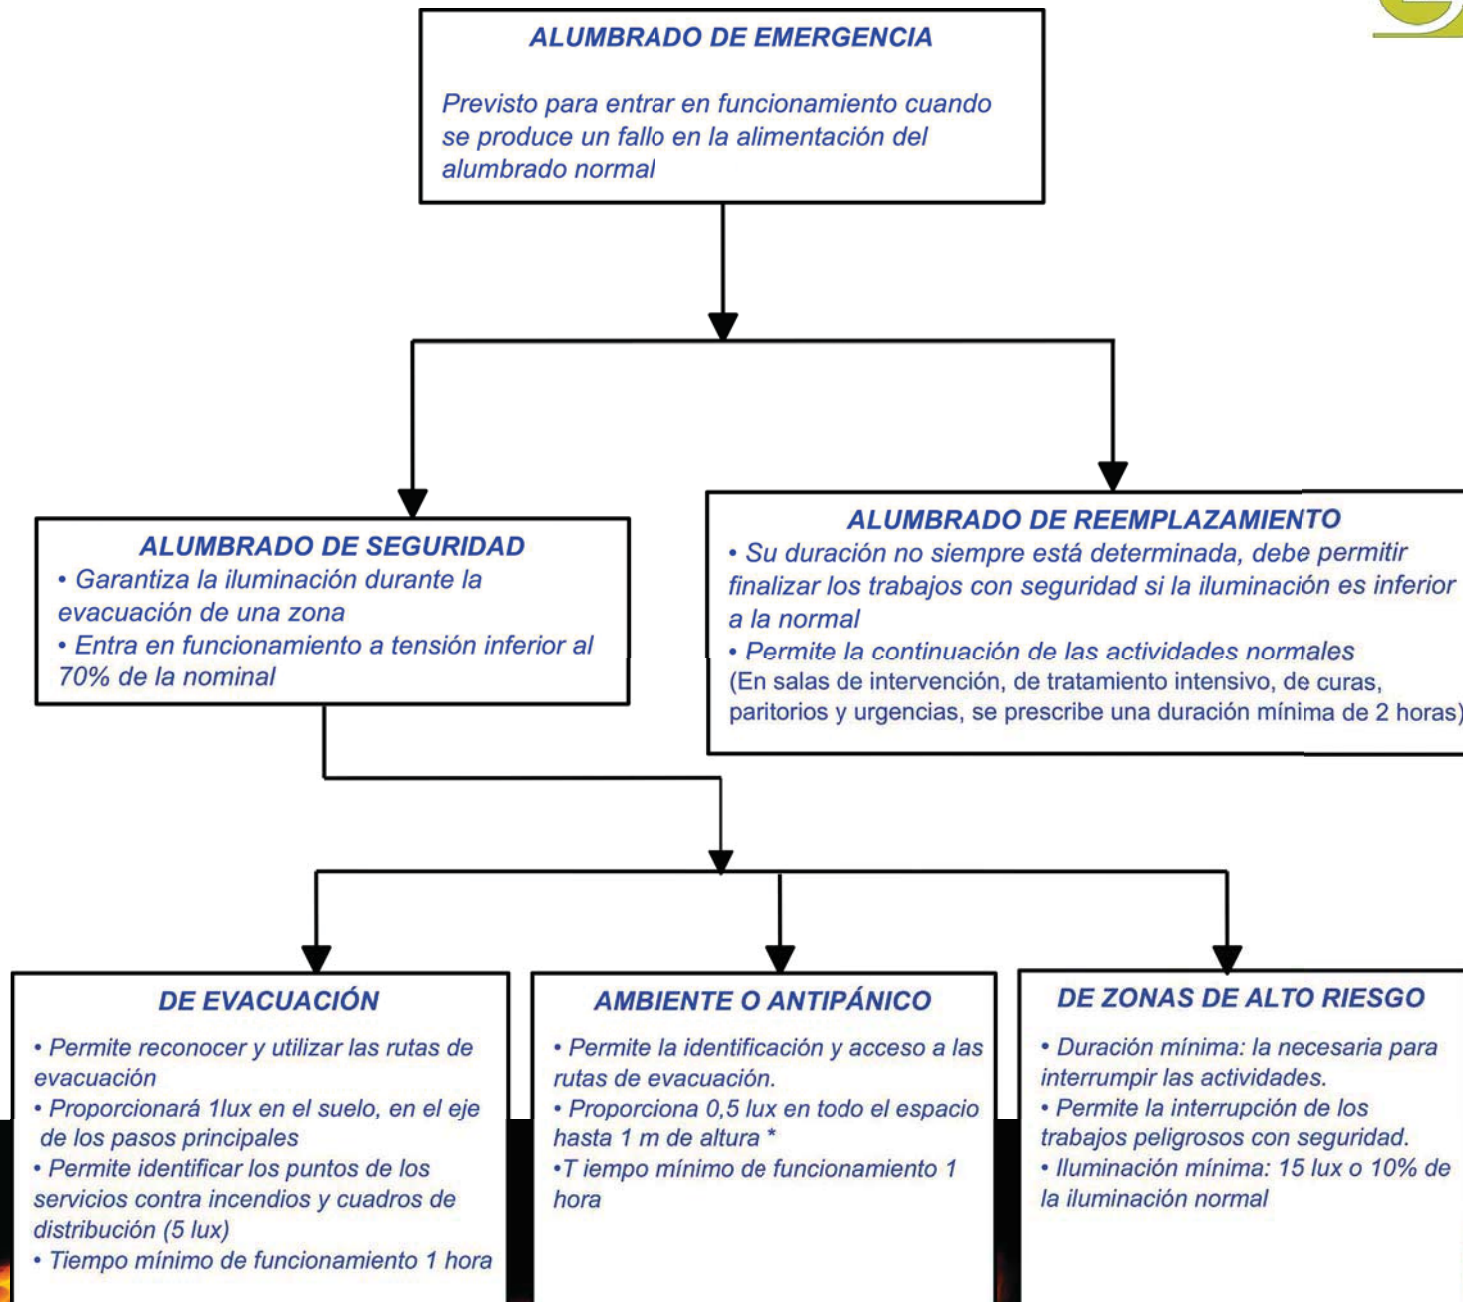 ALUMBRADO DE EMERGENCIA
Previsto para entrar en funcionamiento cuando
se produce un fallo en la alimentación del
alumbrado normal
ALUMBRADO DE SEGURIDAD
• Garantiza la iluminación durante la
evacuación de una zona
• Entra en funcionamiento a tensión inferior al
70% de la nominal
ALUMBRADO DE REEMPLAZAMIENTO
• Su duración no siempre está determinada, debe permitir
finalizar los trabajos con seguridad si la iluminación es inferior
a la normal
• Permite la continuación de las actividades normales
(En salas de intervención, de tratamiento intensivo, de curas,
paritorios y urgencias, se prescribe una duración mínima de 2 horas)
DE EVACUACIÓN
• Permite reconocer y utilizar las rutas de
evacuación
• Proporcionará 1lux en el suelo, en el eje
de los pasos principales
• Permite identificar los puntos de los
servicios contra incendios y cuadros de
distribución (5 lux)
• Tiempo mínimo de funcionamiento 1 hora
AMBIENTE O ANTIPÁNICO
• Permite la identificación y acceso a las
rutas de evacuación.
• Proporciona 0,5 lux en todo el espacio
hasta 1 m de altura *
•T iempo mínimo de funcionamiento 1
hora
DE ZONAS DE ALTO RIESGO
• Duración mínima: la necesaria para
interrumpir las actividades.
• Permite la interrupción de los
trabajos peligrosos con seguridad.
• Iluminación mínima: 15 lux o 10% de
la iluminación normal